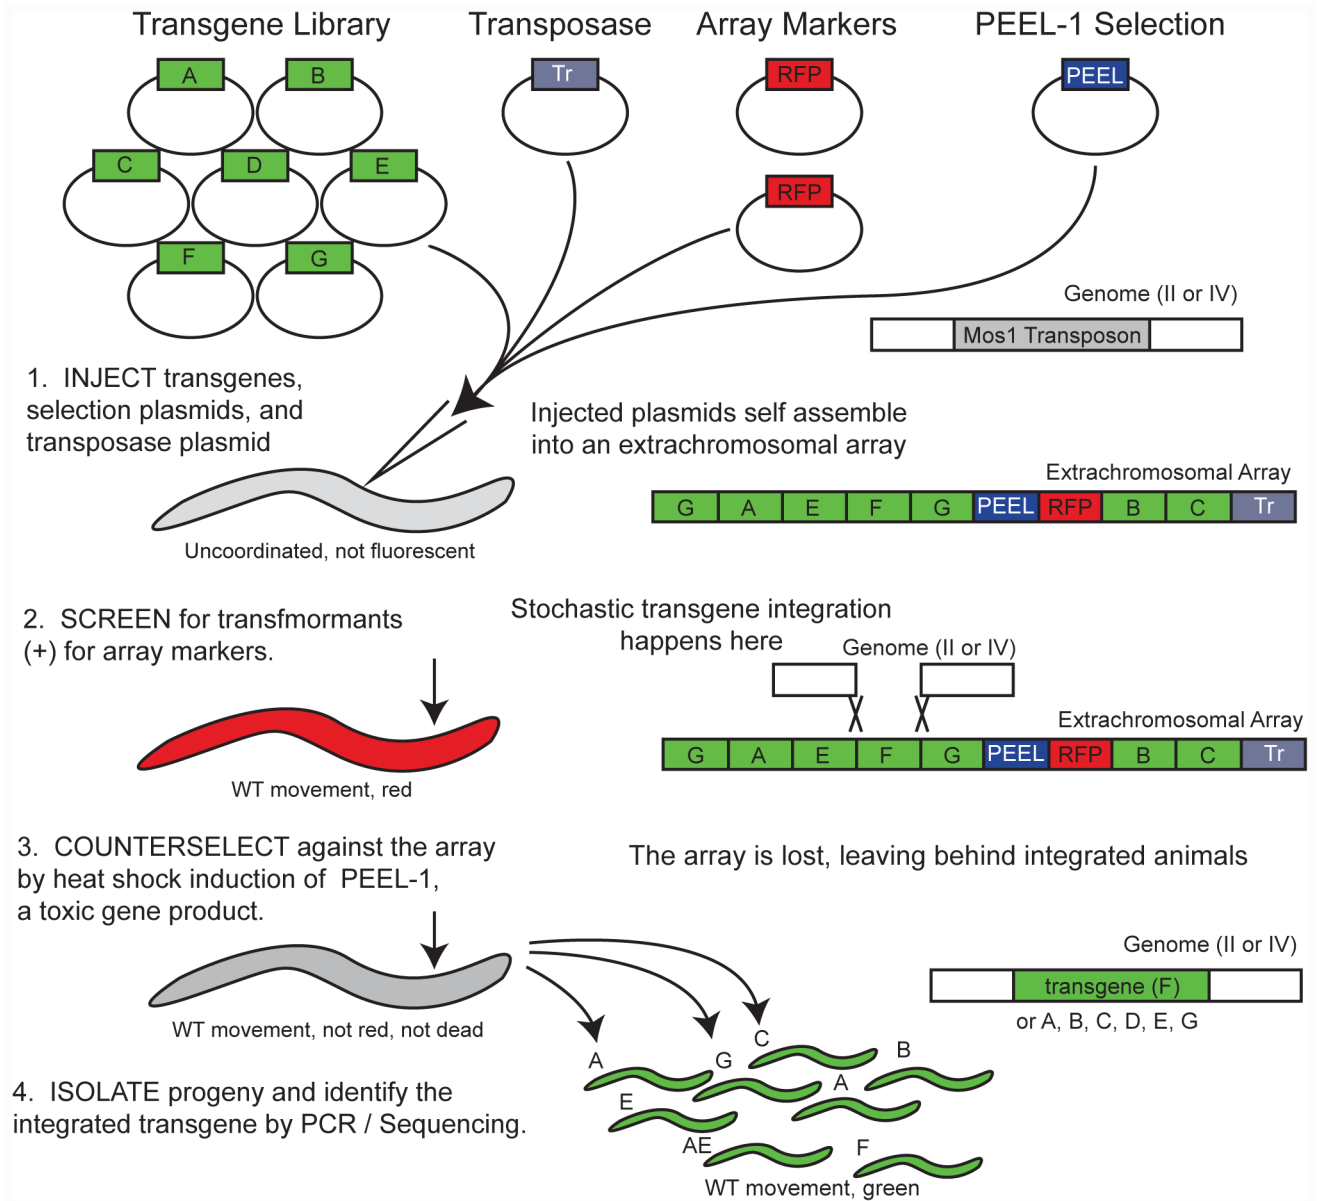 Transgene Library
Transposase
Array Markers
PEEL-1 Selection
A
B
Tr
RFP
PEEL
C
D
E
RFP
F
G
Genome (II or IV)
Mos1 Transposon
1.  INJECT transgenes,
selection plasmids, and
transposase plasmid
Injected plasmids self assemble
into an extrachromosomal array
Extrachromosomal Array
G A E F G PEEL RFP B C Tr
Uncoordinated, not fluorescent
2.  SCREEN for transfmormants
(+) for array markers.
Stochastic transgene integration
happens here
Genome (II or IV)
Extrachromosomal Array
G A E F G PEEL RFP B C Tr
WT movement, red
3.  COUNTERSELECT against the array
by heat shock induction of  PEEL-1,
a toxic gene product.
The array is lost, leaving behind integrated animals
Genome (II or IV)
transgene (F)
or A, B, C, D, E, G
WT movement, not red, not dead
4.  ISOLATE progeny and identify the
integrated transgene by PCR / Sequencing.
C
A
G
B
A
E
AE
F
WT movement, green